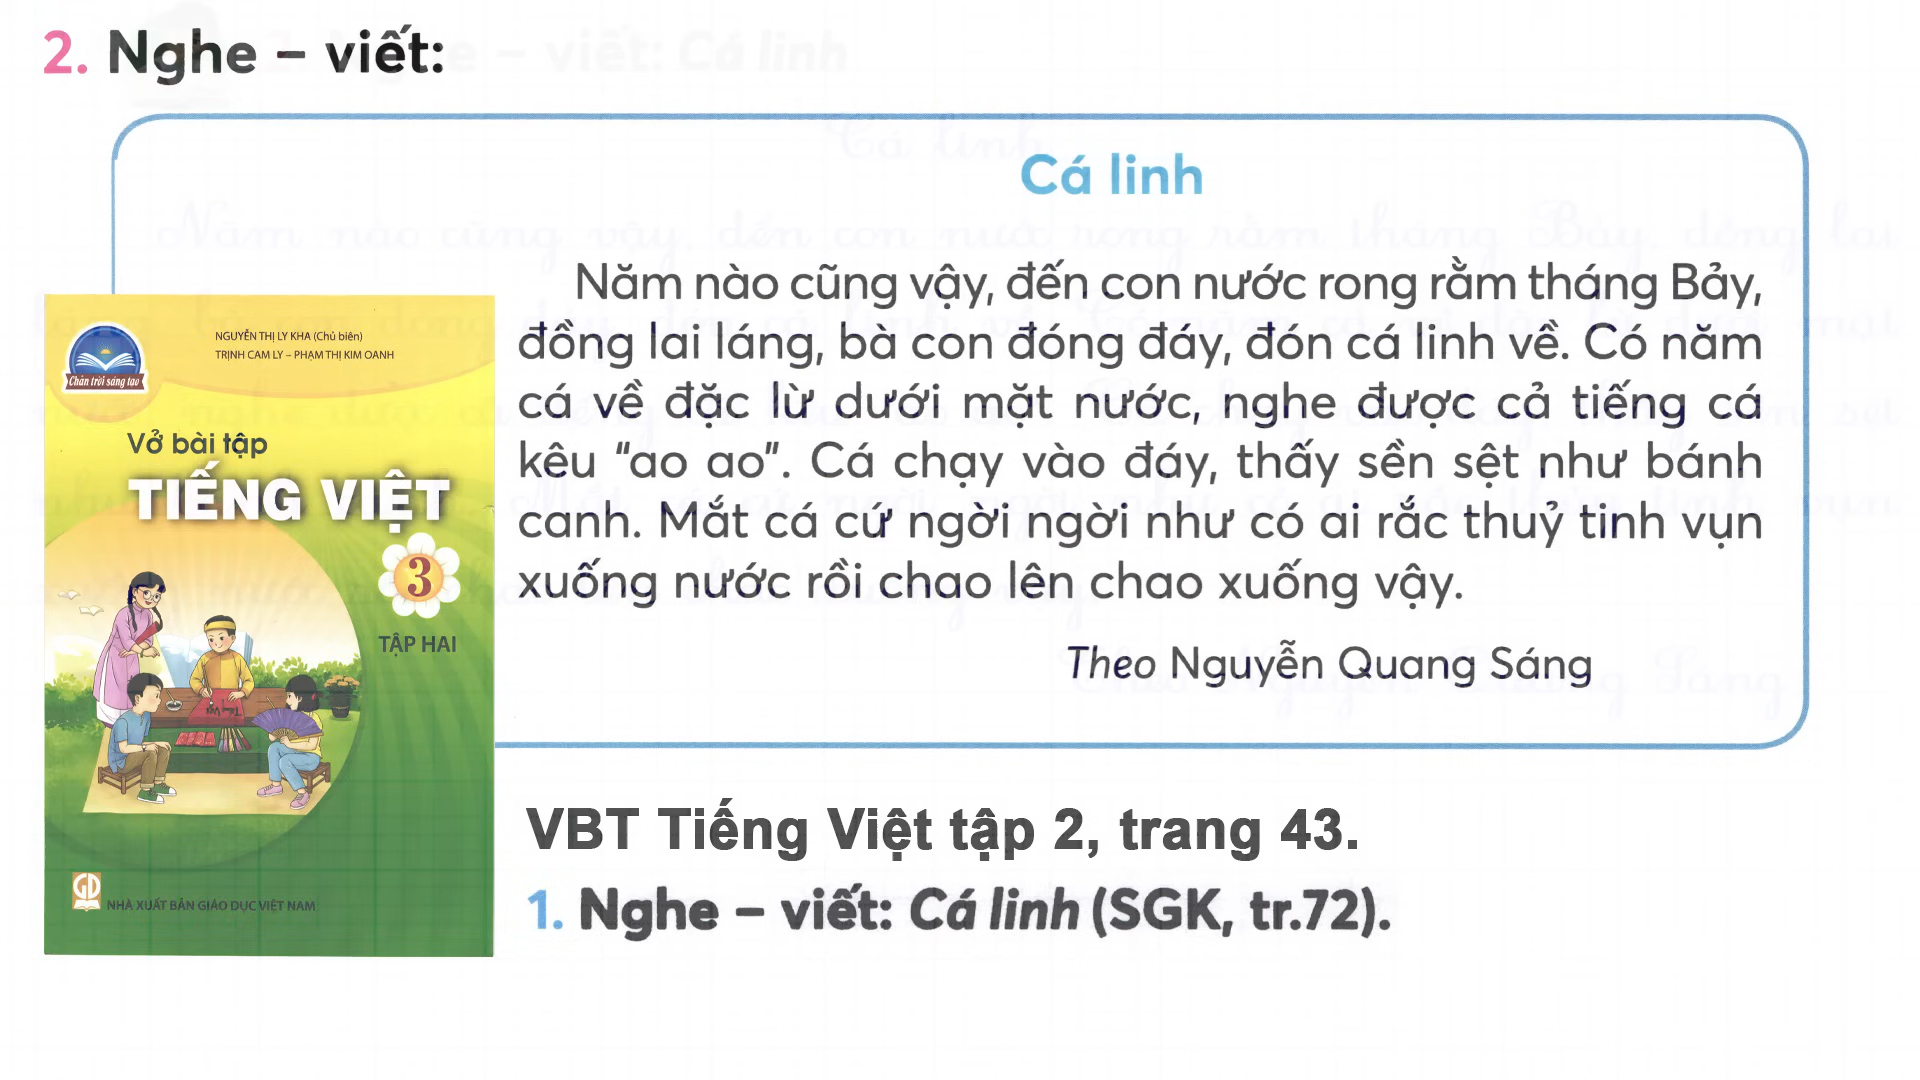 2. Nghe – viết:
Cá linh
Năm nào cũng vậy, đến con nước rong rằm tháng Bảy,
đồng lai láng, bà con đóng đáy, đón cá linh về. Có năm
cá về đặc lừ dưới mặt nước, nghe được cả tiếng cá
kêu “ao ao”. Cá chạy vào đáy, thấy sền sệt như bánh
canh. Mắt cá cứ ngời ngời như có ai rắc thuỷ tinh vụn
xuống nước rồi chao lên chao xuống vậy.
Theo Nguyễn Quang Sáng
NGUYỄN THỊ LY KHA (Chủ biên)
TRỊNH CAM LY – PHẠM THỊ KIM OANH
Chân trời sáng tạo
Vở bài tập
TIẾNG VIỆT
3
TẬP HAI
GD
NHÀ XUẤT BẢN GIÁO DỤC VIỆT NAM
VBT Tiếng Việt tập 2, trang 43.
1. Nghe – viết: Cá linh (SGK, tr.72).